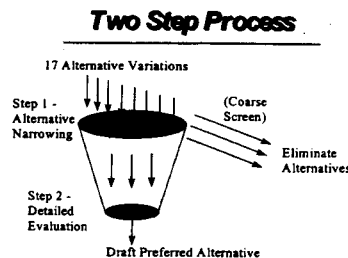 Two Step Process
17 Alternative Variations
Step 1 -
Alternative
Narrowing
(Coarse
Screen)
Eliminate
Alternatives
Step 2 -
Detailed
Evaluation
Draft Preferred Alternative